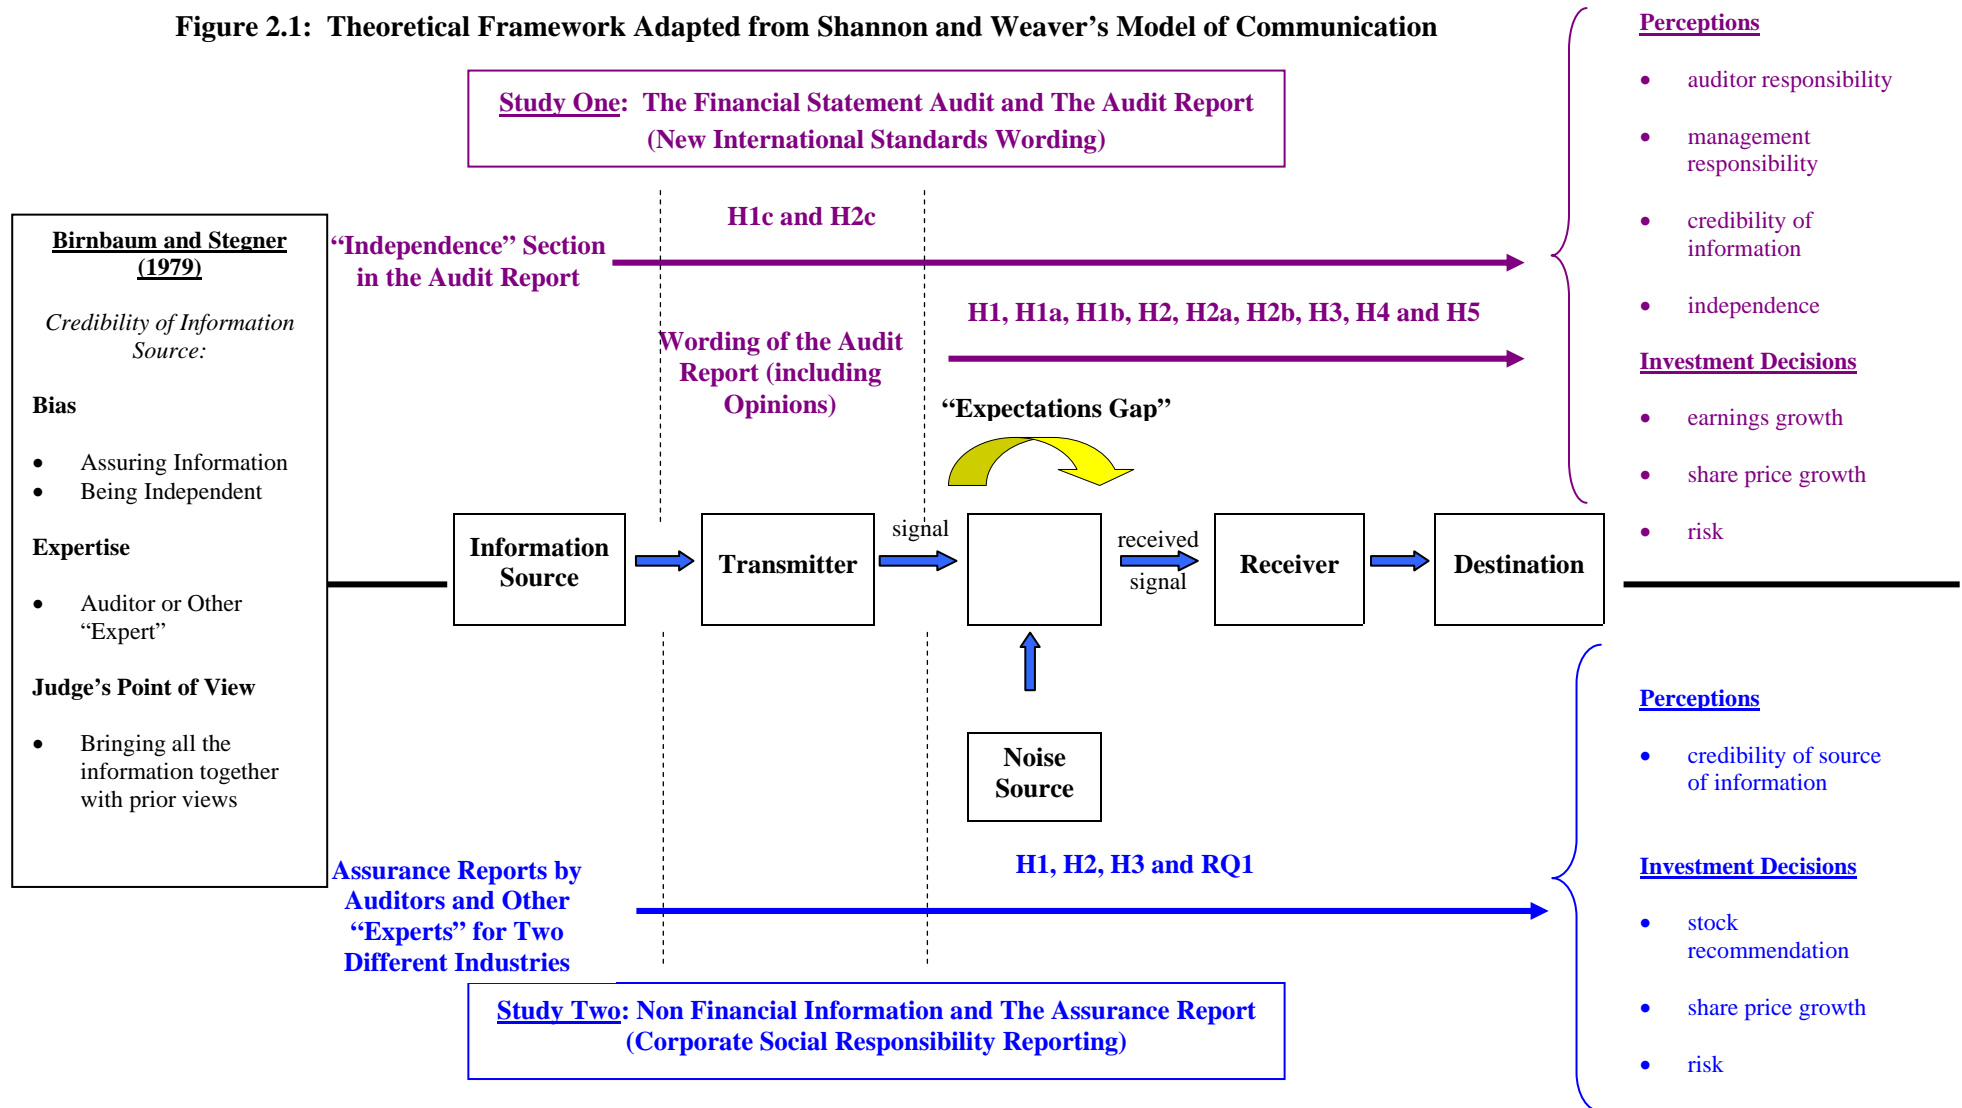 Figure 2.1: Theoretical Framework Adapted from Shannon and Weaver’s Model of Communication
Study One: The Financial Statement Audit and The Audit Report
(New International Standards Wording)
Birnbaum and Stegner
(1979)
Credibility of Information
Source:
Bias
• Assuring Information
• Being Independent
Expertise
• Auditor or Other
“Expert”
Judge’s Point of View
• Bringing all the
information together
with prior views
“Independence” Section
in the Audit Report
H1c and H2c
Wording of the Audit
Report (including
Opinions)
H1, H1a, H1b, H2, H2a, H2b, H3, H4 and H5
“Expectations Gap”
Information
Source
Transmitter
signal
received
signal
Receiver
Destination
Noise
Source
Assurance Reports by
Auditors and Other
“Experts” for Two
Different Industries
H1, H2, H3 and RQ1
Study Two: Non Financial Information and The Assurance Report
(Corporate Social Responsibility Reporting)
Perceptions
• auditor responsibility
• management
responsibility
• credibility of
information
• independence
Investment Decisions
• earnings growth
• share price growth
• risk
Perceptions
• credibility of source
of information
Investment Decisions
• stock
recommendation
• share price growth
• risk